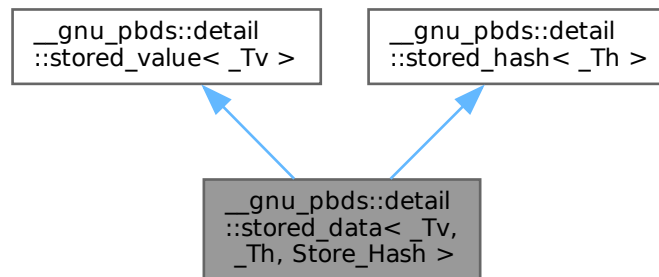 __gnu_pbds::detail
::stored_value< _Tv >
__gnu_pbds::detail
::stored_hash< _Th >
__gnu_pbds::detail
::stored_data< _Tv,
_Th, Store_Hash >